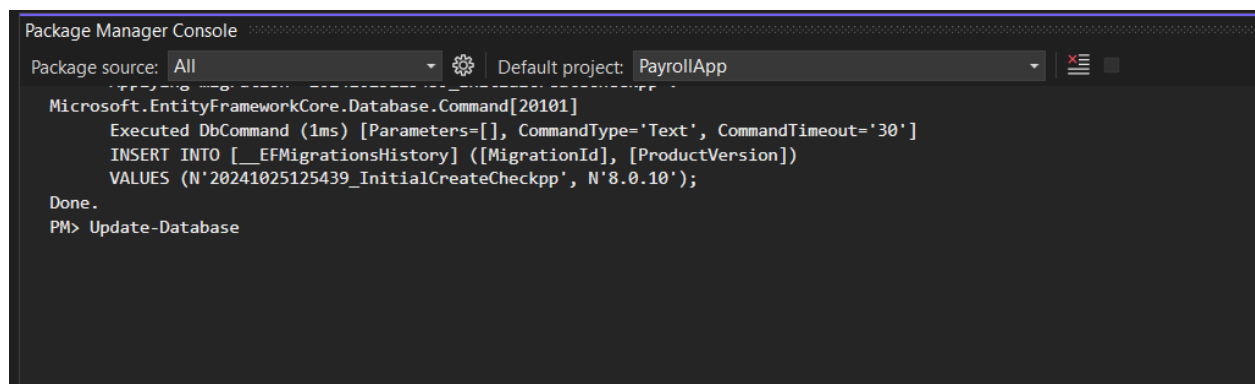 Package Manager Console
Package source: All Default project: PayrollApp
Microsoft.EntityFrameworkCore.Database.Command[20101]
Executed DbCommand (1ms) [Parameters=[], CommandType='Text', CommandTimeout='30']
INSERT INTO [__EFMigrationsHistory] ([MigrationId], [ProductVersion])
VALUES (N'20241025125439_InitialCreateCheckpp', N'8.0.10');
Done.
PM> Update-Database